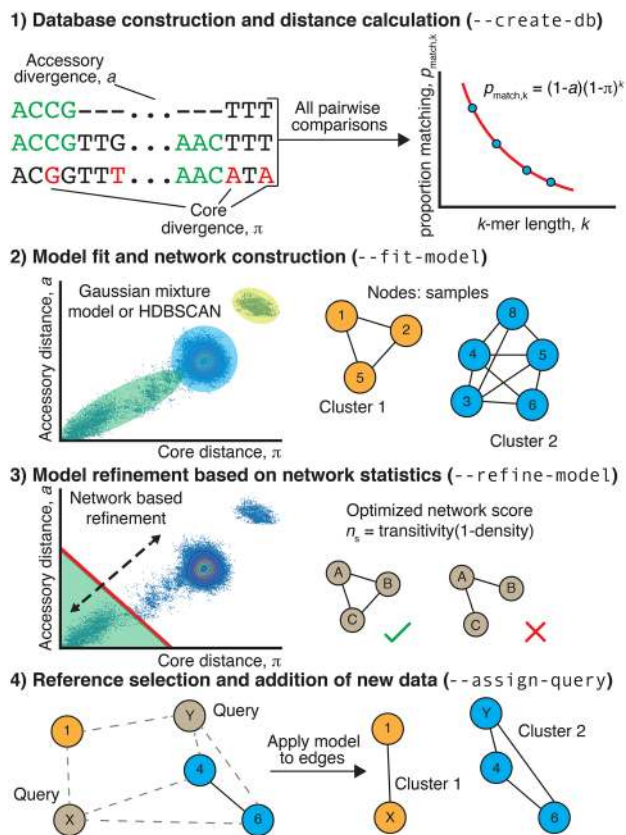 1) Database construction and distance calculation (--create-db)
Accessory
divergence, a
ACCG----...---TTT
ACCGTTG...AACTTT
ACGGTTT...AACATA
Core
divergence, π
All pairwise
comparisons
proportion matching, p_match,k
p_match,k = (1-a)(1-π)^k
k-mer length, k
2) Model fit and network construction (--fit-model)
Accessory distance, a
Gaussian mixture
model or HDBSCAN
Core distance, π
Nodes: samples
1
2
5
Cluster 1
8
4
5
3
6
Cluster 2
3) Model refinement based on network statistics (--refine-model)
Accessory distance, a
Network based
refinement
Core distance, π
Optimized network score
n_s = transitivity(1-density)
A
B
C
A
B
C
4) Reference selection and addition of new data (--assign-query)
1
Y
Query
4
Query
X
6
Apply model
to edges
1
Cluster 1
X
Y
Cluster 2
4
6